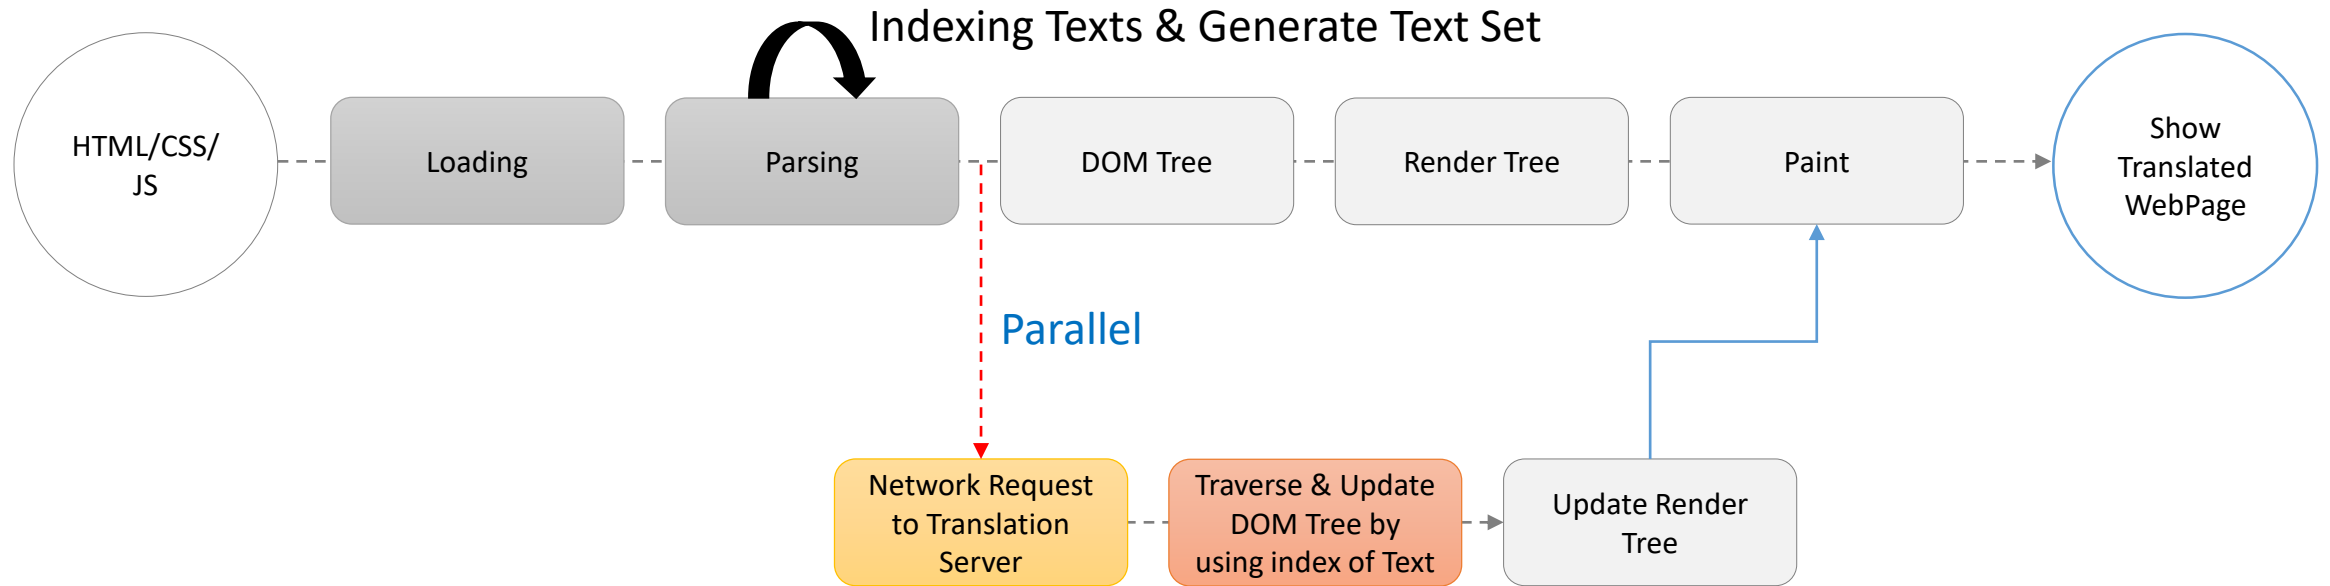 Indexing Texts & Generate Text Set
HTML/CSS/
JS
Loading
Parsing
DOM Tree
Render Tree
Paint
Show
Translated
WebPage
Parallel
Network Request
to Translation
Server
Traverse & Update
DOM Tree by
using index of Text
Update Render
Tree